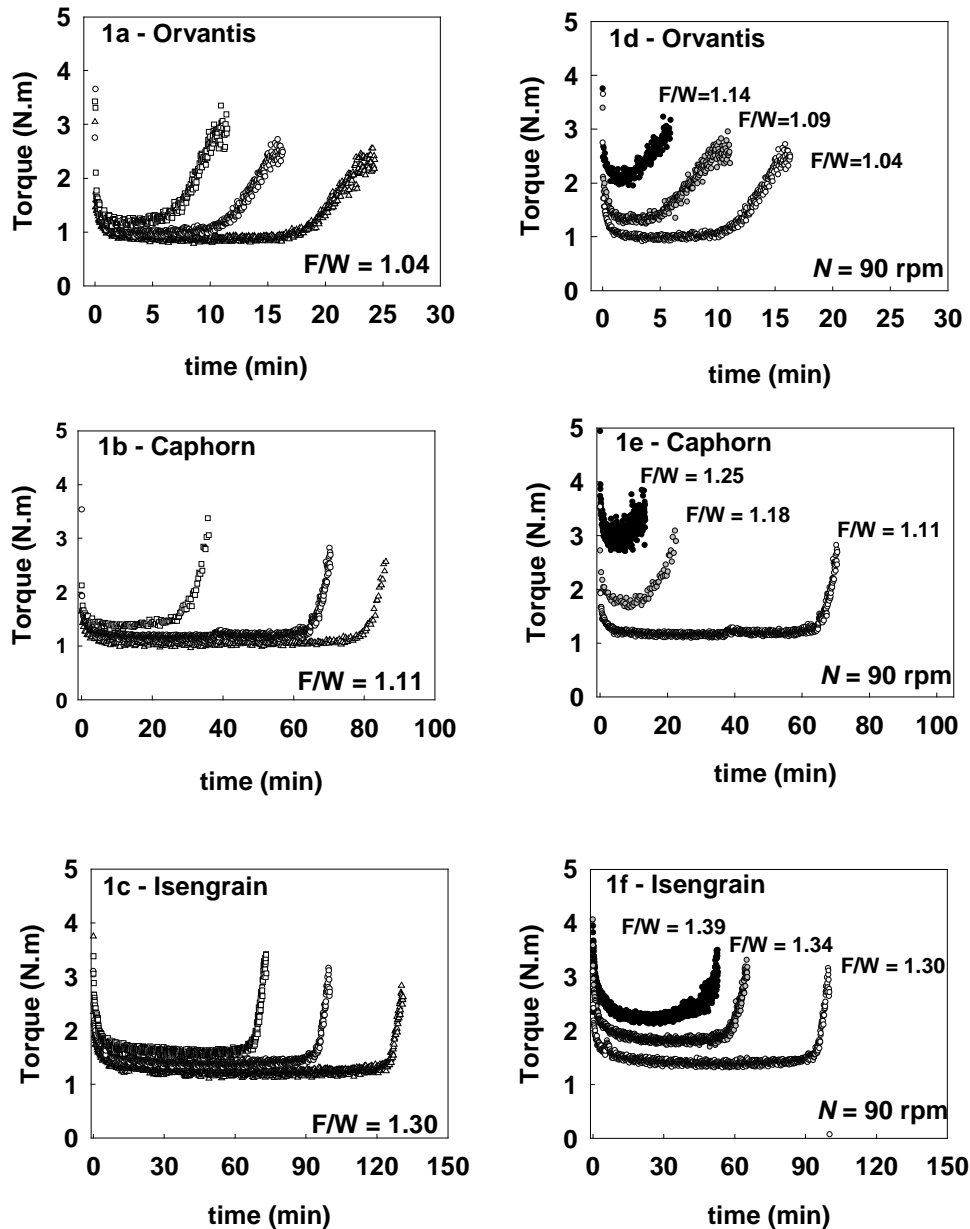 1a - Orvantis
5
4
3
2
1
0
Torque (N.m)
F/W = 1.04
0 5 10 15 20 25 30
time (min)
1d - Orvantis
5
4
3
2
1
0
Torque (N.m)
F/W=1.14
F/W=1.09
F/W=1.04
N = 90 rpm
0 5 10 15 20 25 30
time (min)
1b - Caphorn
5
4
3
2
1
0
Torque (N.m)
F/W = 1.11
0 20 40 60 80 100
time (min)
1e - Caphorn
5
4
3
2
1
0
Torque (N.m)
F/W = 1.25
F/W = 1.18
F/W = 1.11
N = 90 rpm
0 20 40 60 80 100
time (min)
1c - Isengrain
5
4
3
2
1
0
Torque (N.m)
F/W = 1.30
0 30 60 90 120 150
time (min)
1f - Isengrain
5
4
3
2
1
0
Torque (N.m)
F/W = 1.39
F/W = 1.34
F/W = 1.30
N = 90 rpm
0 30 60 90 120 150
time (min)